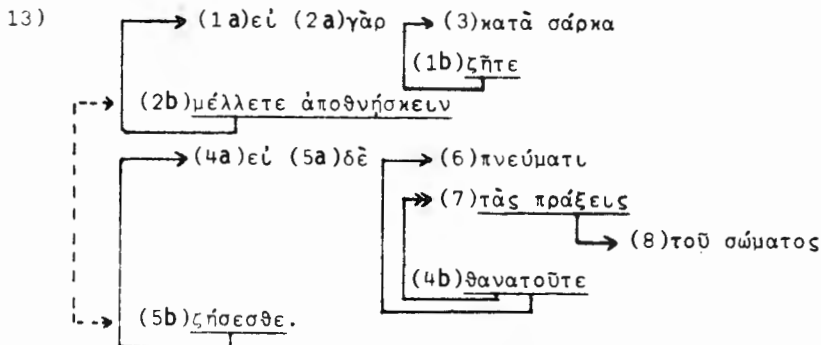 13) (1a)εἰ (2a)γὰρ (3)κατὰ σάρκα
(1b)ζῆτε
(2b)μέλλετε ἀποθνήσκειν
(4a)εἰ (5a)δὲ (6)πνεύματι
(7)τὰς πράξεις
(8)τοῦ σώματος
(4b)θανατοῦτε
(5b)ζήσεσθε.